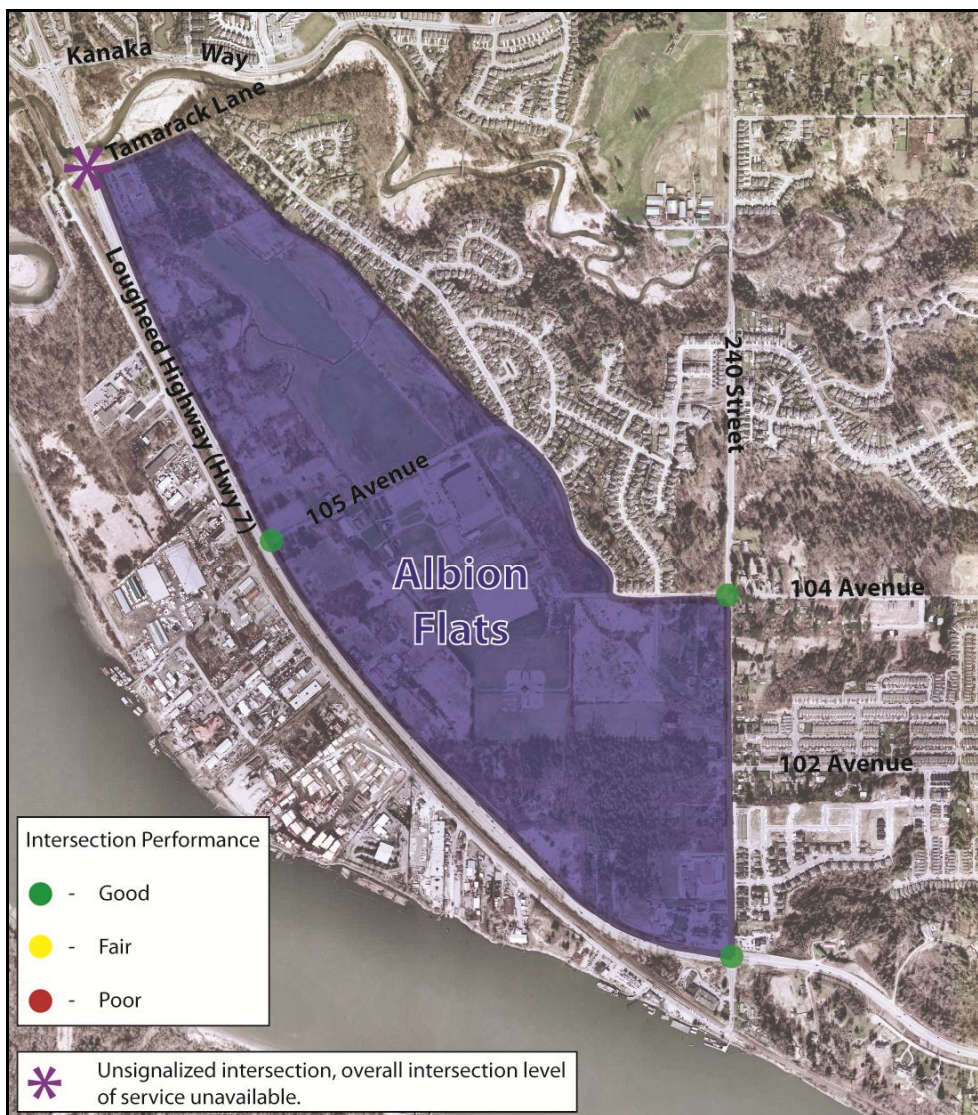 Kanaka Way
Tamarack Lane
Lougheed Highway (Hwy 7)
240 Street
105 Avenue
Albion
Flats
104 Avenue
102 Avenue
Intersection Performance
- Good
- Fair
- Poor
Unsignalized intersection, overall intersection level
of service unavailable.